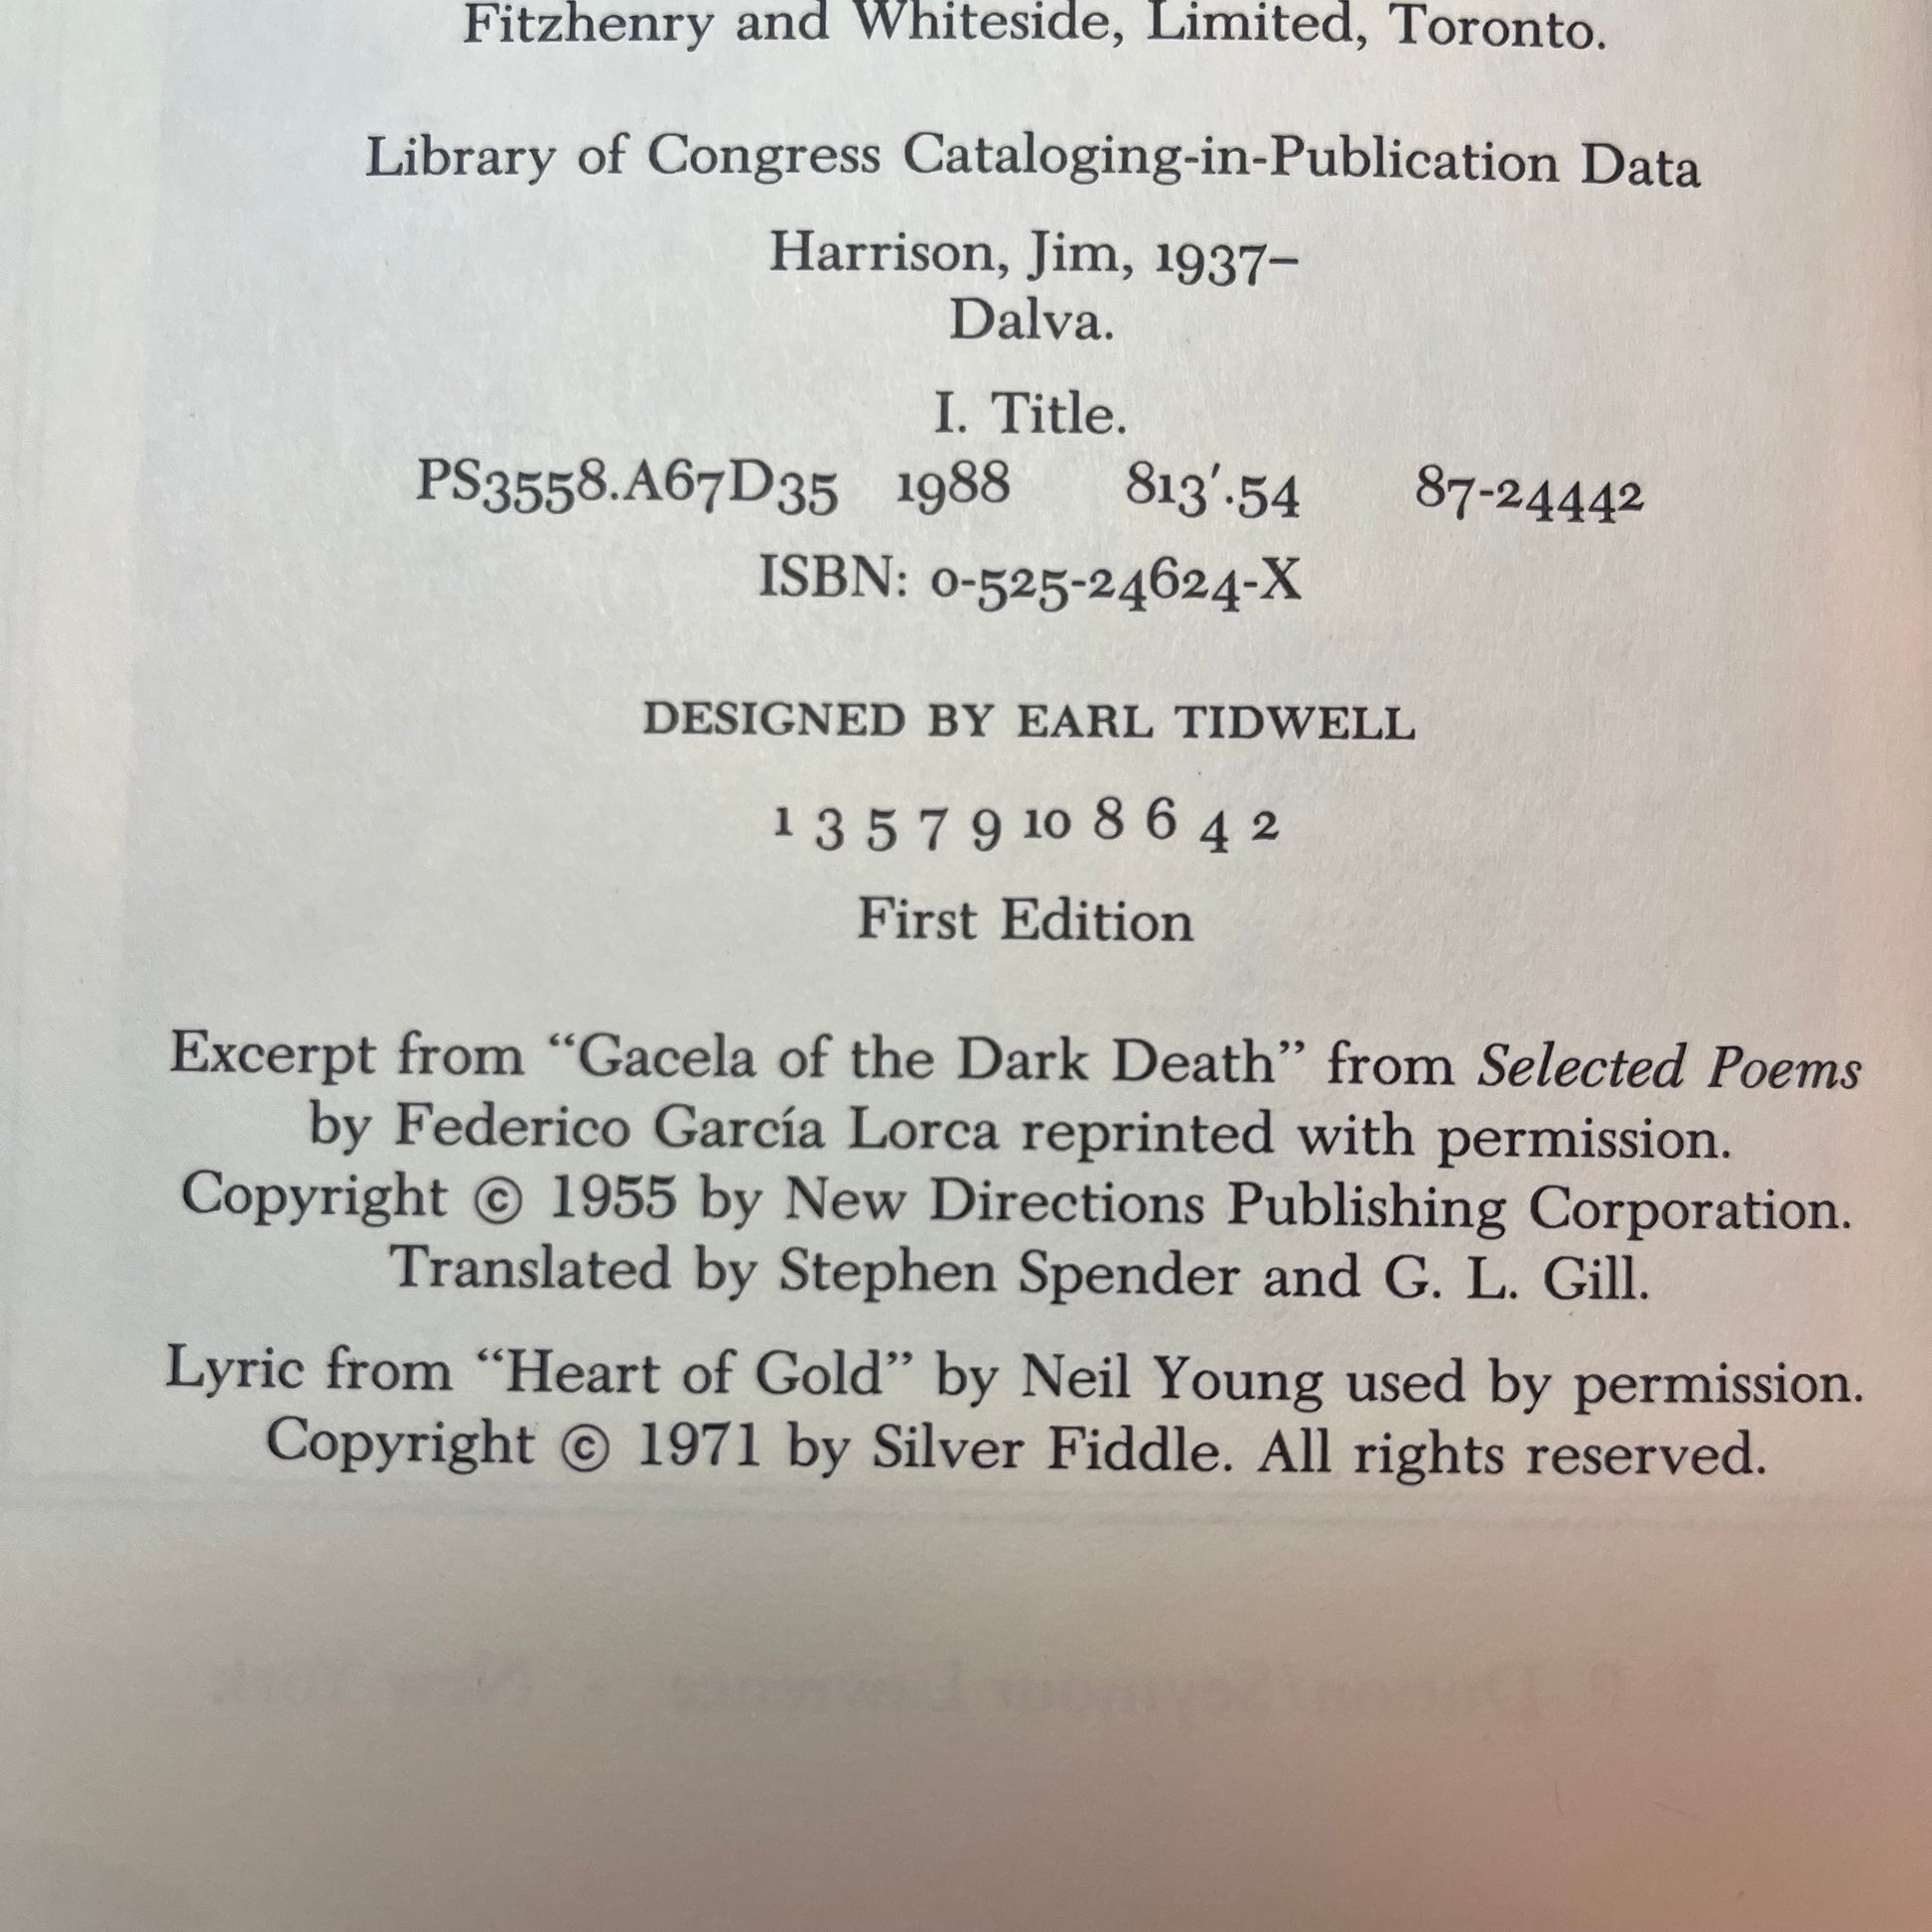 Fitzhenry and Whiteside, Limited, Toronto.
Library of Congress Cataloging-in-Publication Data
Harrison, Jim, 1937–
Dalva.
I. Title.
PS3558.A67D35 1988 813′.54 87-24442
ISBN: 0-525-24624-X
DESIGNED BY EARL TIDWELL
1 3 5 7 9 10 8 6 4 2
First Edition
Excerpt from “Gacela of the Dark Death” from Selected Poems
by Federico García Lorca reprinted with permission.
Copyright © 1955 by New Directions Publishing Corporation.
Translated by Stephen Spender and G. L. Gill.
Lyric from “Heart of Gold” by Neil Young used by permission.
Copyright © 1971 by Silver Fiddle. All rights reserved.